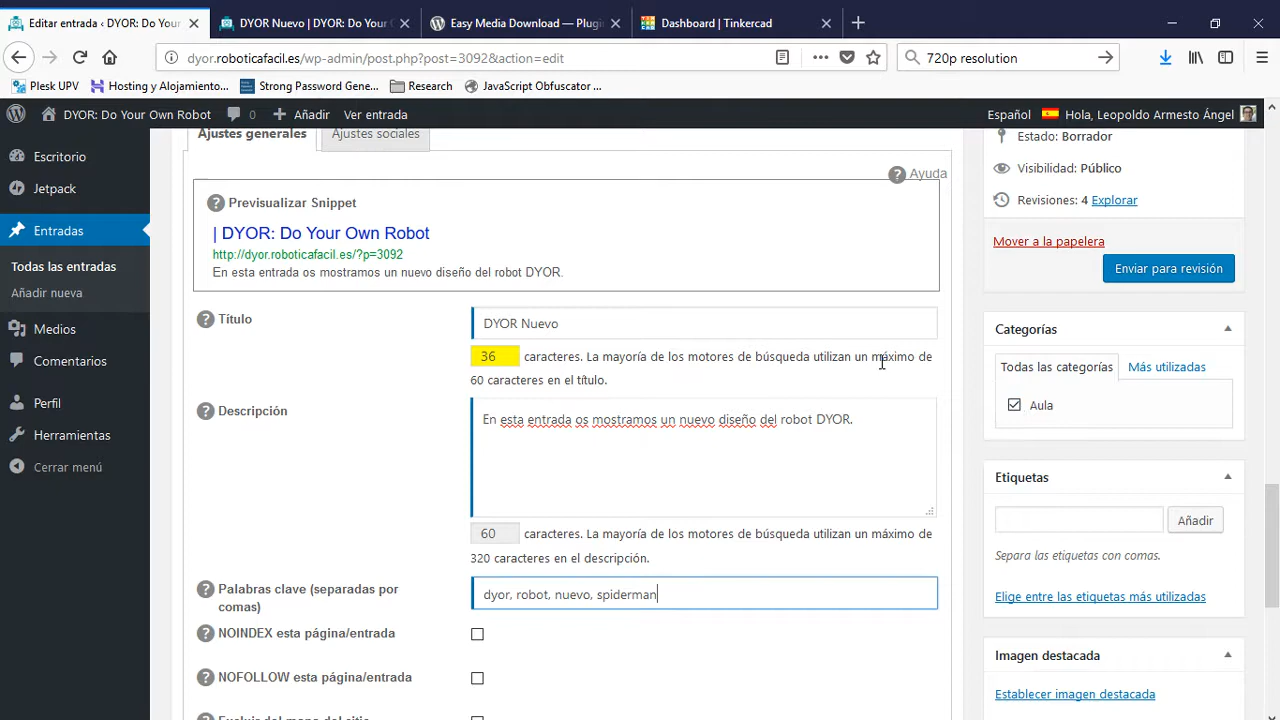 Editar entrada ‹ DYOR: Do Your
DYOR Nuevo | DYOR: Do Your
Easy Media Download — Plugi
Dashboard | Tinkercad
dyor.roboticafacil.es/wp-admin/post.php?post=3092&action=edit
720p resolution
Plesk UPV
Hosting y Alojamiento...
Strong Password Gene...
Research
JavaScript Obfuscator ...
DYOR: Do Your Own Robot
0
Añadir
Ver entrada
Español
Hola, Leopoldo Armesto Ángel
Escritorio
Jetpack
Entradas
Todas las entradas
Añadir nueva
Medios
Comentarios
Perfil
Herramientas
Cerrar menú
Ajustes generales
Ajustes sociales
Ayuda
Previsualizar Snippet
| DYOR: Do Your Own Robot
http://dyor.roboticafacil.es/?p=3092
En esta entrada os mostramos un nuevo diseño del robot DYOR.
Título
DYOR Nuevo
36 caracteres. La mayoría de los motores de búsqueda utilizan un máximo de
60 caracteres en el título.
Descripción
En esta entrada os mostramos un nuevo diseño del robot DYOR.
60 caracteres. La mayoría de los motores de búsqueda utilizan un máximo de
320 caracteres en el descripción.
Palabras clave (separadas por
comas)
dyor, robot, nuevo, spiderman
NOINDEX esta página/entrada
NOFOLLOW esta página/entrada
Estado: Borrador
Visibilidad: Público
Revisiones: 4 Explorar
Mover a la papelera
Enviar para revisión
Categorías
Todas las categorías
Más utilizadas
Aula
Etiquetas
Añadir
Separa las etiquetas con comas.
Elige entre las etiquetas más utilizadas
Imagen destacada
Establecer imagen destacada